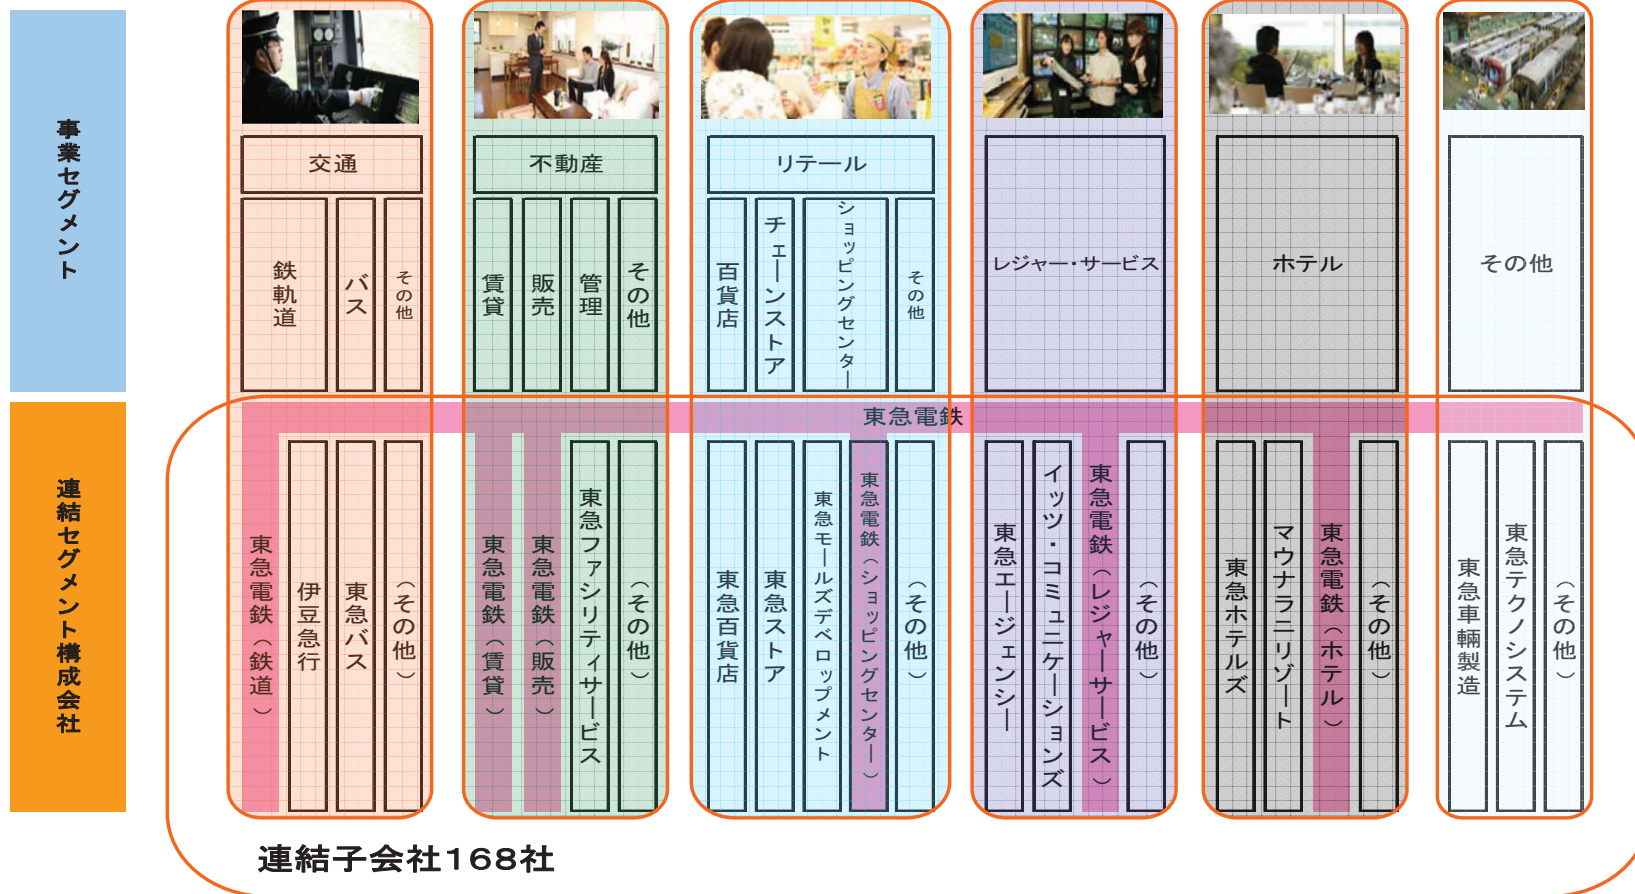 事業セグメント
交通
鉄軌道
バス
その他
不動産
賃貸
販売
管理
その他
リテール
百貨店
チェーンストア
ショッピングセンター
その他
レジャー・サービス
ホテル
その他
連結セグメント構成会社
東急電鉄
東急電鉄（鉄道）
伊豆急行
東急バス
（その他）
東急電鉄（賃貸）
東急電鉄（販売）
東急ファシリティサービス
（その他）
東急百貨店
東急ストア
東急モールズデベロップメント
東急電鉄（ショッピングセンター）
（その他）
東急エージェンシー
イッツ・コミュニケーションズ
東急電鉄（レジャーサービス）
（その他）
東急ホテルズ
マウナラニリゾート
東急電鉄（ホテル）
（その他）
東急車輛製造
東急テクノシステム
（その他）
連結子会社168社